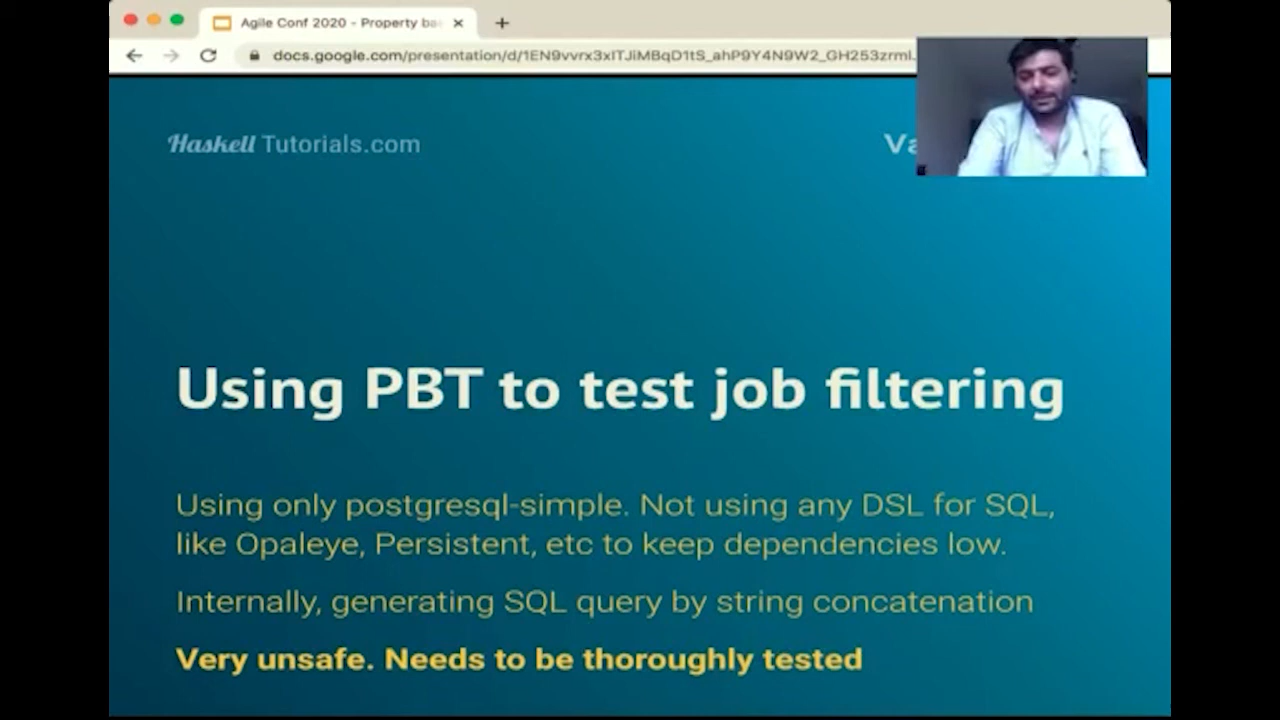 Agile Conf 2020 - Property
docs.google.com/presentation/d/
Haskell Tutorials.com
Using PBT to test job filtering
Using only postgresql-simple. Not using any DSL for SQL,
like Opaleye, Persistent, etc to keep dependencies low.
Internally, generating SQL query by string concatenation
Very unsafe. Needs to be thoroughly tested